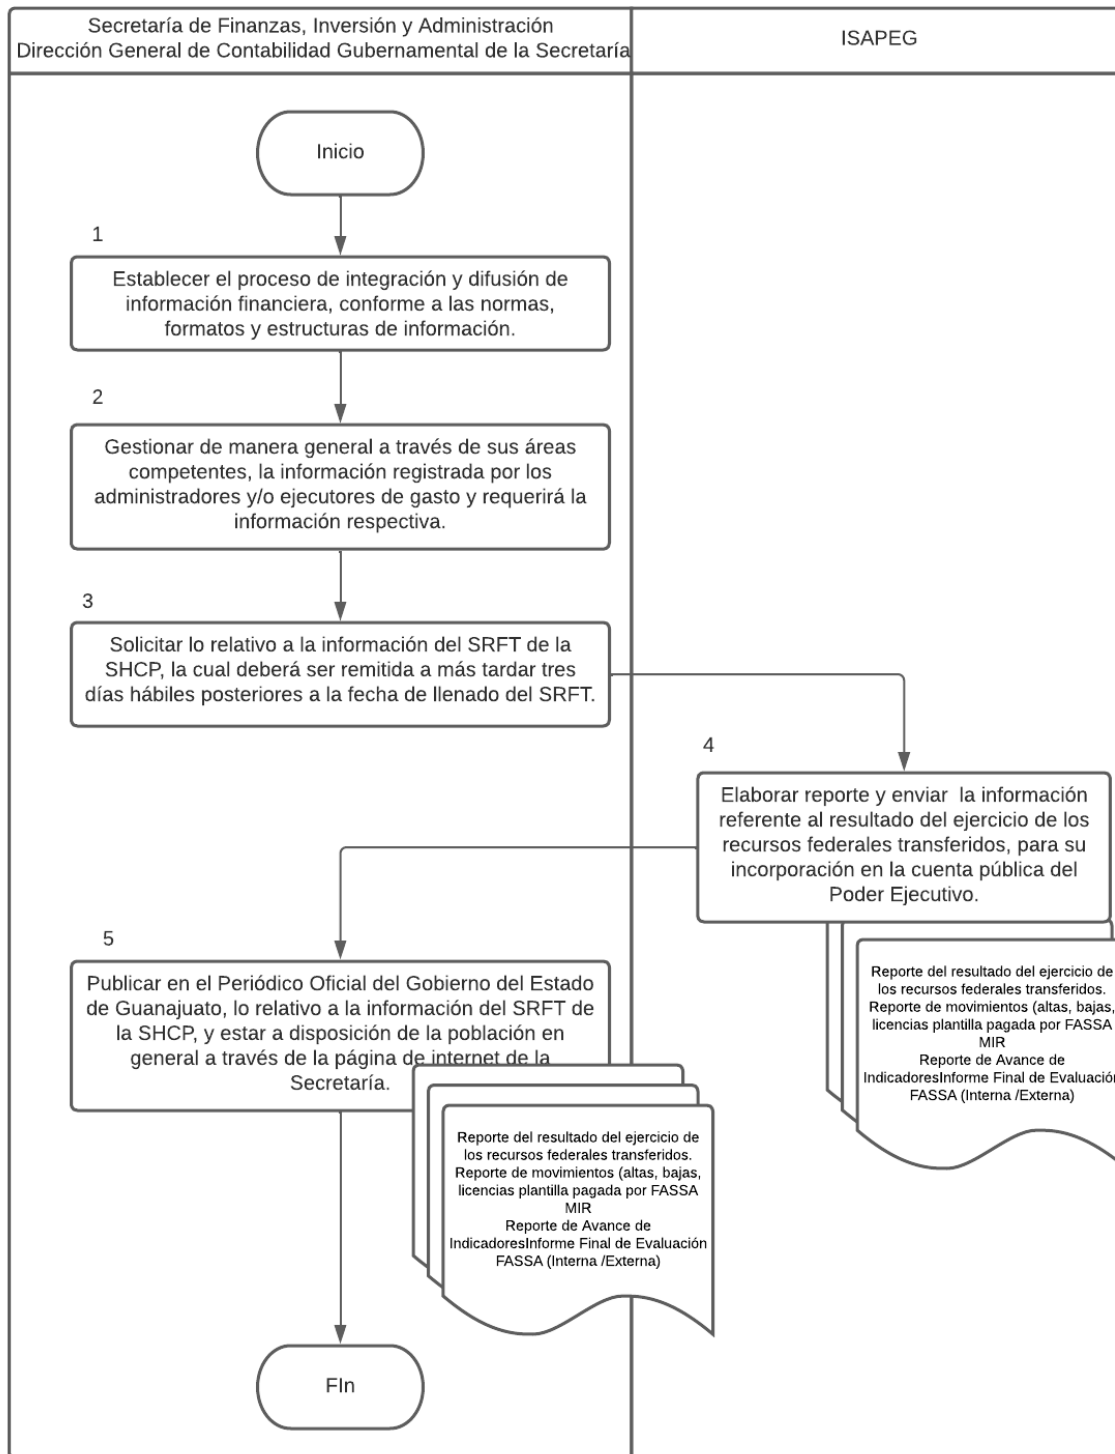 Secretaría de Finanzas, Inversión y Administración
Dirección General de Contabilidad Gubernamental de la Secretaría
ISAPEG
Inicio
1
Establecer el proceso de integración y difusión de
información financiera, conforme a las normas,
formatos y estructuras de información.
2
Gestionar de manera general a través de sus áreas
competentes, la información registrada por los
administradores y/o ejecutores de gasto y requerirá la
información respectiva.
3
Solicitar lo relativo a la información del SRFT de la
SHCP, la cual deberá ser remitida a más tardar tres
días hábiles posteriores a la fecha de llenado del SRFT.
4
Elaborar reporte y enviar la información
referente al resultado del ejercicio de los
recursos federales transferidos, para su
incorporación en la cuenta pública del
Poder Ejecutivo.
Reporte del resultado del ejercicio de
los recursos federales transferidos.
Reporte de movimientos (altas, bajas,
licencias plantilla pagada por FASSA
MIR
Reporte de Avance de
IndicadoresInforme Final de Evaluación
FASSA (Interna /Externa)
5
Publicar en el Periódico Oficial del Gobierno del Estado
de Guanajuato, lo relativo a la información del SRFT de
la SHCP, y estar a disposición de la población en
general a través de la página de internet de la
Secretaría.
Reporte del resultado del ejercicio de
los recursos federales transferidos.
Reporte de movimientos (altas, bajas,
licencias plantilla pagada por FASSA
MIR
Reporte de Avance de
IndicadoresInforme Final de Evaluación
FASSA (Interna /Externa)
FIn